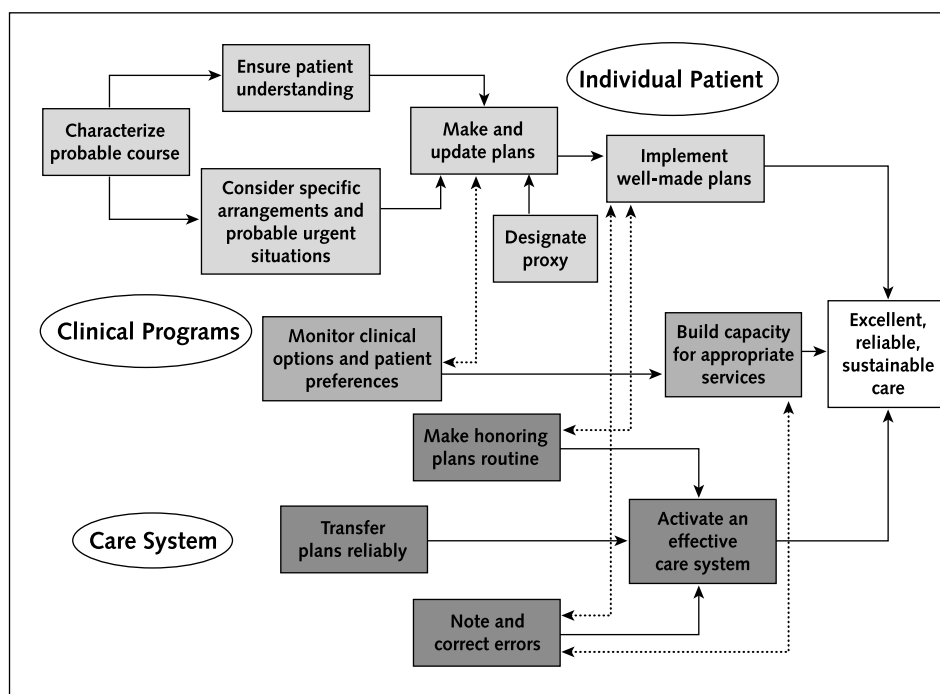 Ensure patient
understanding
Individual Patient
Characterize
probable course
Make and
update plans
Implement
well-made plans
Consider specific
arrangements and
probable urgent
situations
Designate
proxy
Clinical Programs
Monitor clinical
options and patient
preferences
Build capacity
for appropriate
services
Excellent,
reliable,
sustainable
care
Make honoring
plans routine
Care System
Transfer
plans reliably
Activate an
effective
care system
Note and
correct errors